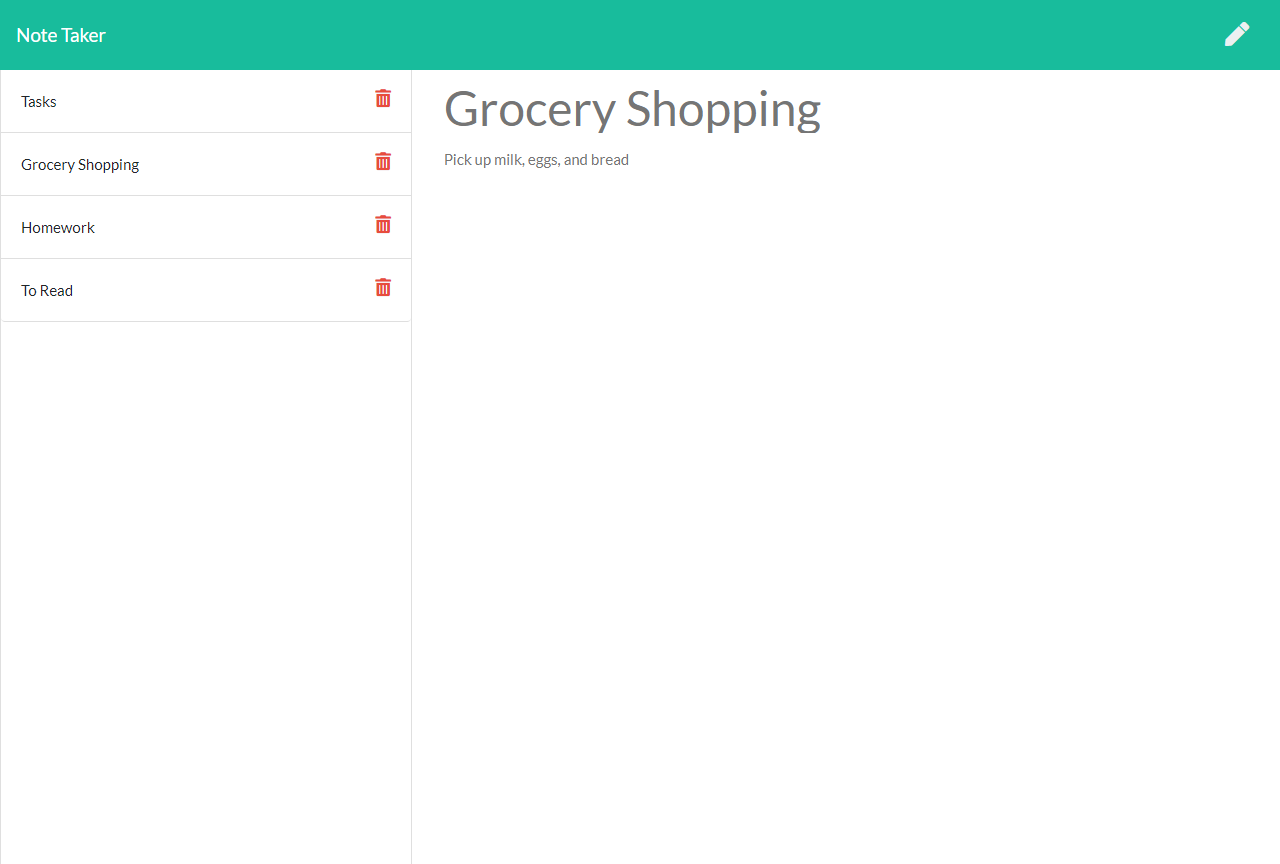 Note Taker
Tasks
Grocery Shopping
Homework
To Read
Grocery Shopping
Pick up milk, eggs, and bread